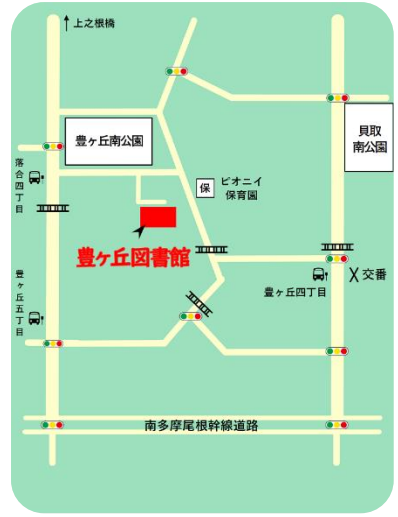 上之根橋
豊ヶ丘南公園
貝取
南公園
落合四丁目
保
ピオニイ
保育園
豊ヶ丘図書館
豊ヶ丘五丁目
豊ヶ丘四丁目
交番
南多摩尾根幹線道路